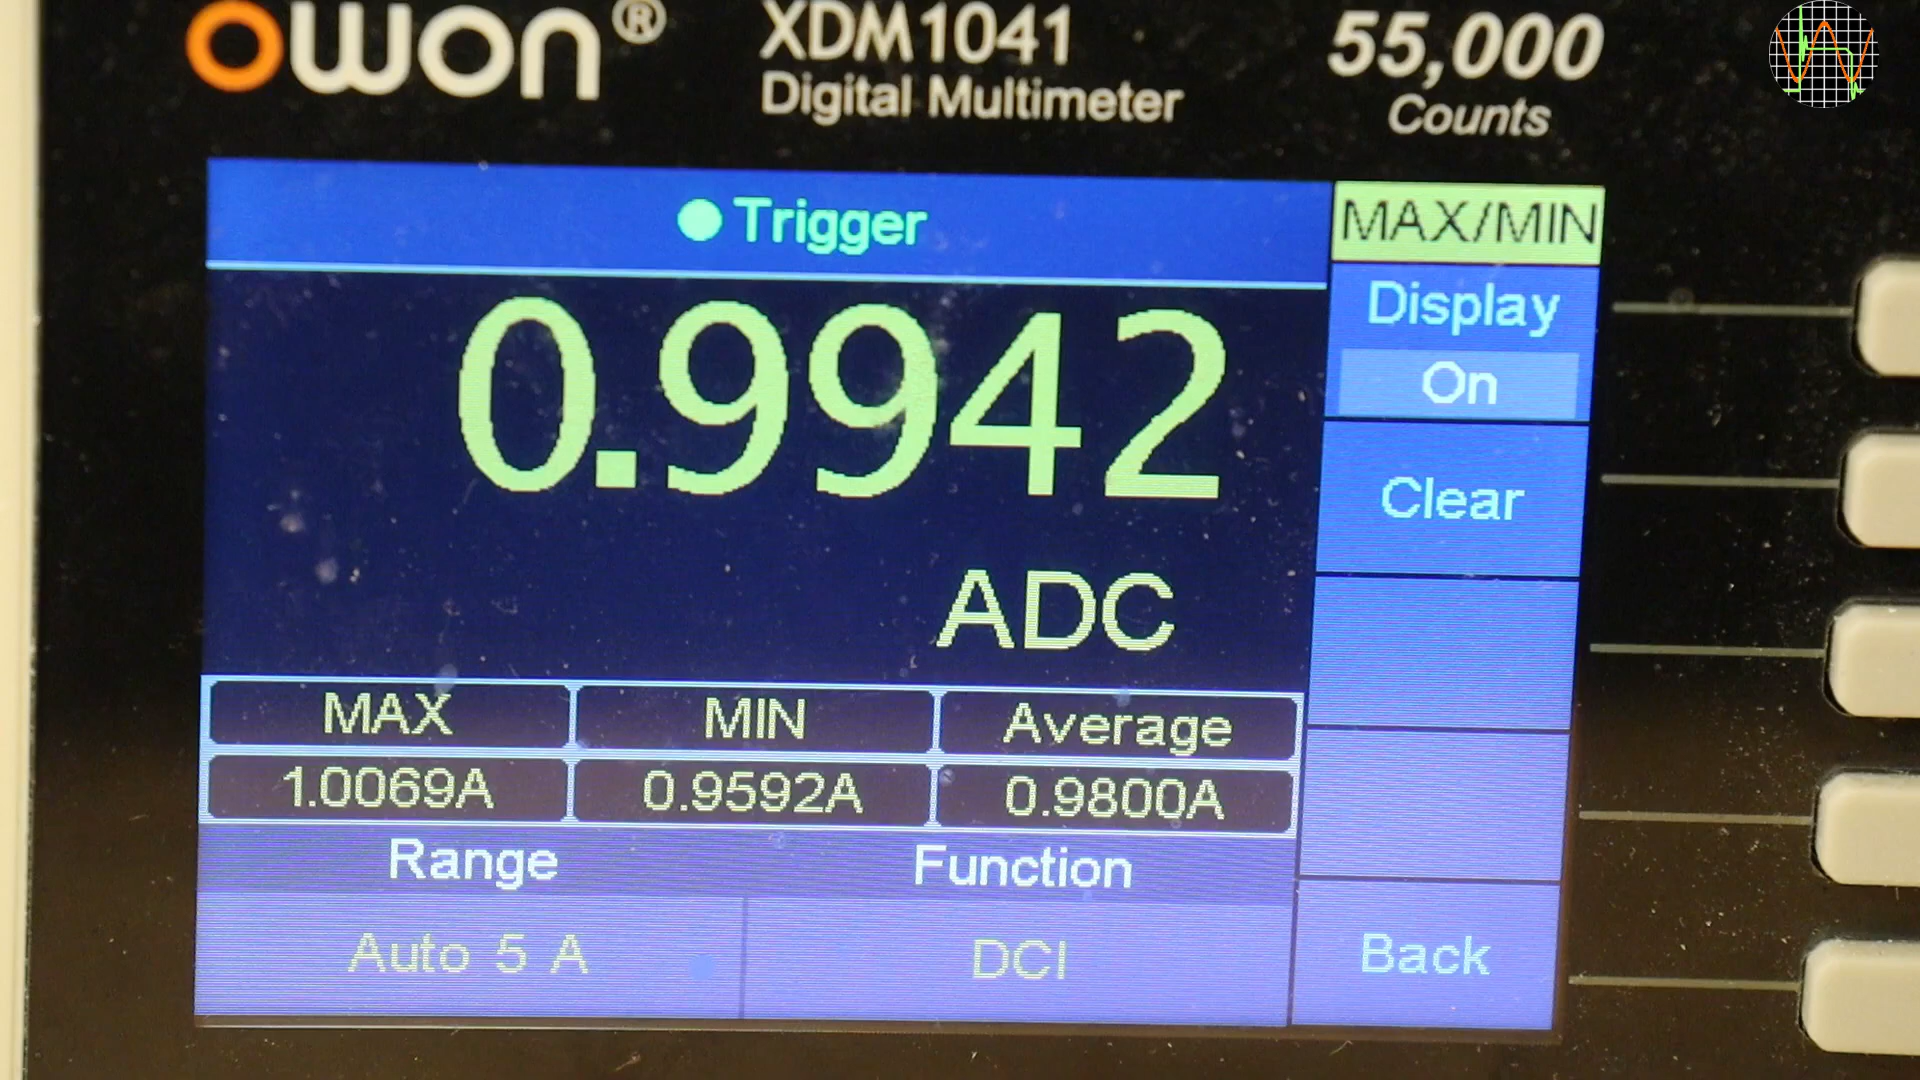 owon®
XDM1041
Digital Multimeter
55,000
Counts
Trigger
0.9942
ADC
MAX MIN Average
1.0069A 0.9592A 0.9800A
Range Function
Auto 5 A DCI
MAX/MIN
Display
On
Clear
Back